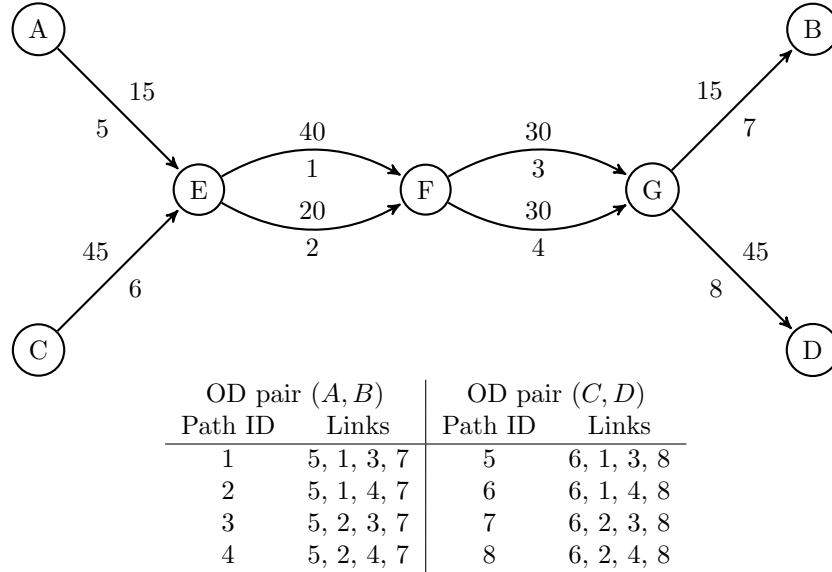 A
B
15
15
5
7
40
30
1
3
E
F
G
20
30
2
4
45
45
6
8
C
D
OD pair (A, B) OD pair (C, D)
Path ID Links Path ID Links
1 5, 1, 3, 7 5 6, 1, 3, 8
2 5, 1, 4, 7 6 6, 1, 4, 8
3 5, 2, 3, 7 7 6, 2, 3, 8
4 5, 2, 4, 7 8 6, 2, 4, 8